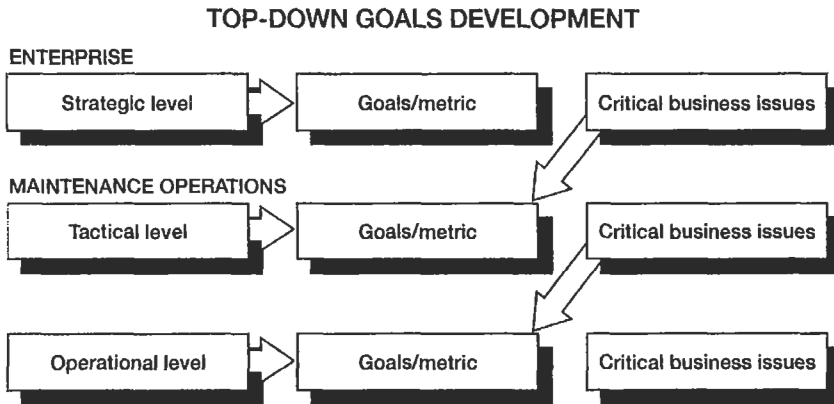 TOP-DOWN GOALS DEVELOPMENT
ENTERPRISE
Strategic level
Goals/metric
Critical business issues
MAINTENANCE OPERATIONS
Tactical level
Goals/metric
Critical business issues
Operational level
Goals/metric
Critical business issues